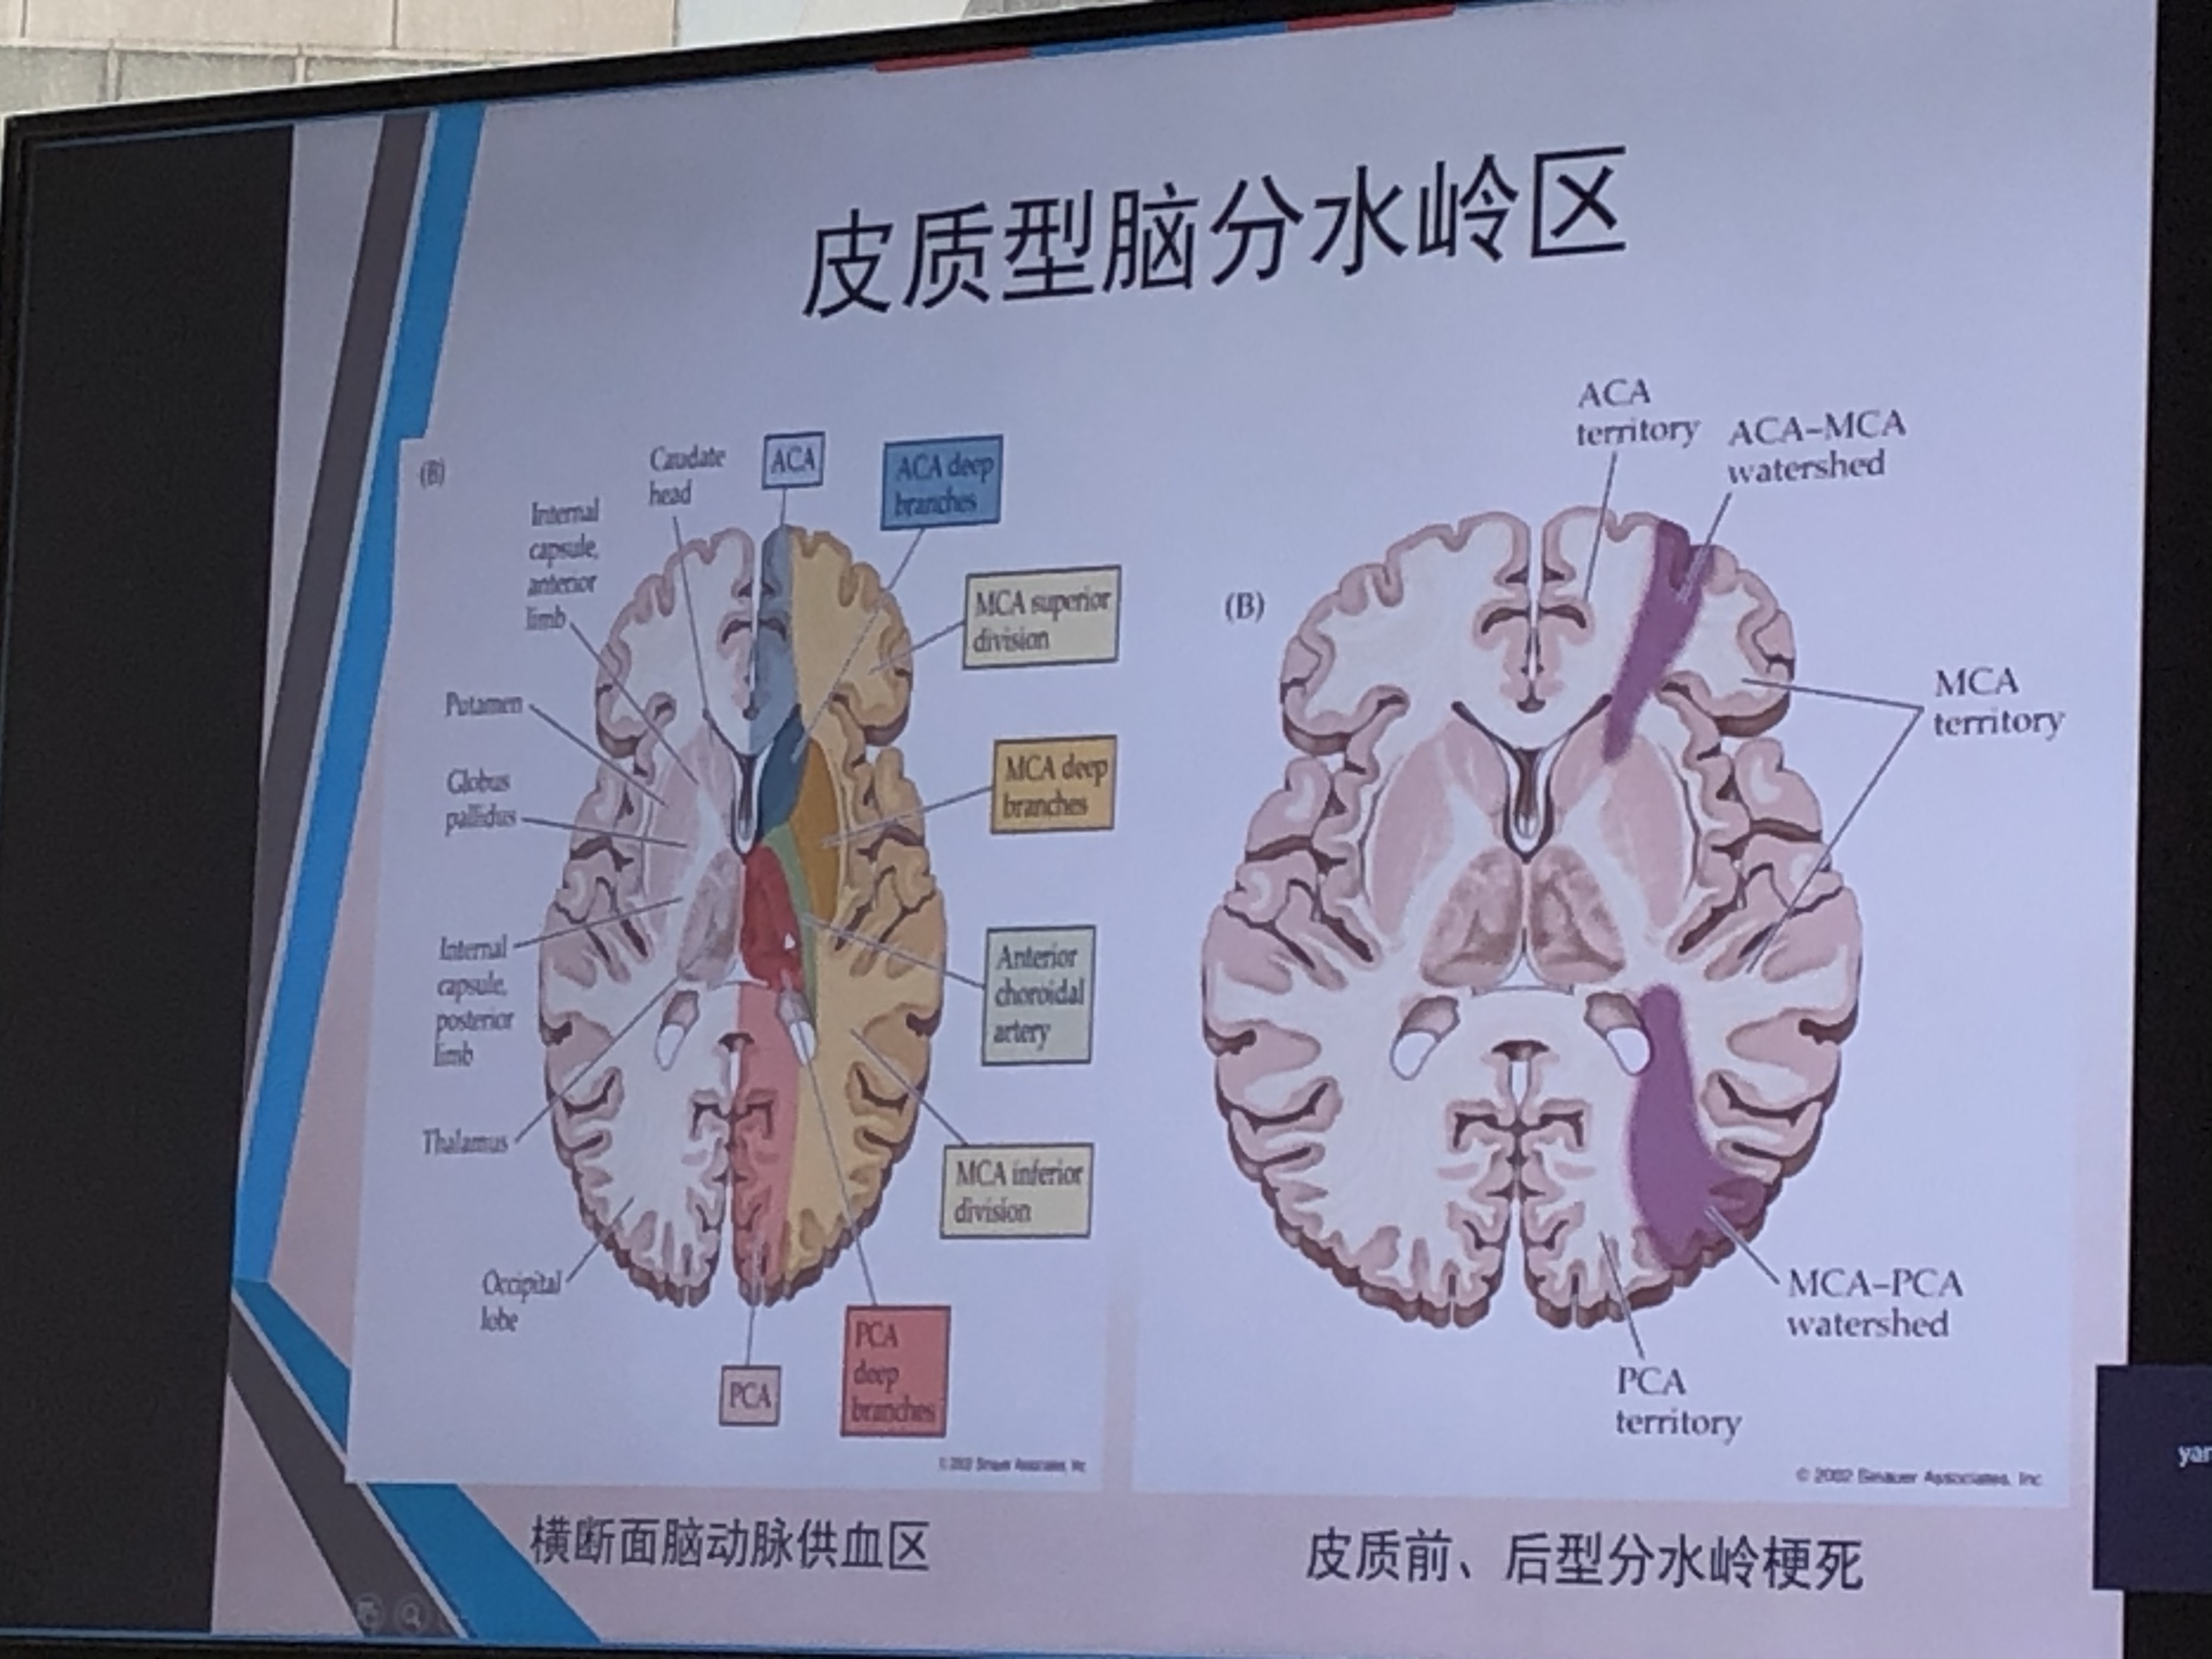 皮质型脑分水岭区
(B)
Caudate
head
ACA
ACA deep
branches
Internal
capsule,
anterior
limb
MCA superior
division
Putamen
MCA deep
branches
Globus
pallidus
Internal
capsule,
posterior
limb
Anterior
choroidal
artery
Thalamus
MCA inferior
division
Occipital
lobe
PCA
deep
branches
PCA
© 2002 Sinauer Associates, Inc.
横断面脑动脉供血区
ACA
territory
ACA–MCA
watershed
(B)
MCA
territory
MCA–PCA
watershed
PCA
territory
© 2002 Sinauer Associates, Inc.
皮质前、后型分水岭梗死